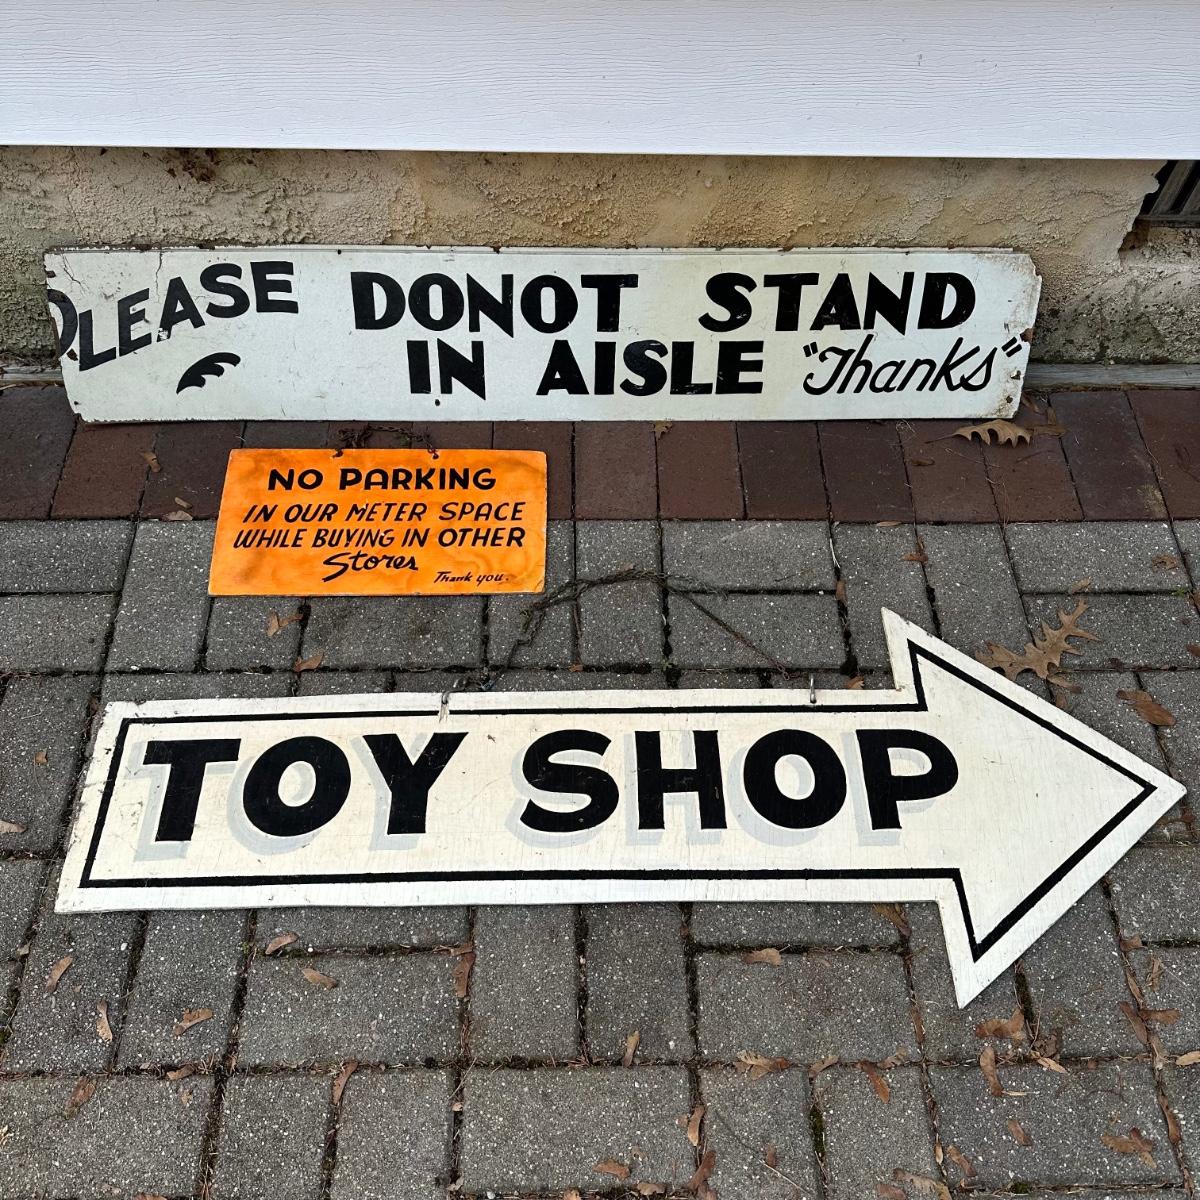 PLEASE DONOT STAND
IN AISLE "Thanks"
NO PARKING
IN OUR METER SPACE
WHILE BUYING IN OTHER
Stores
Thank you.
TOY SHOP